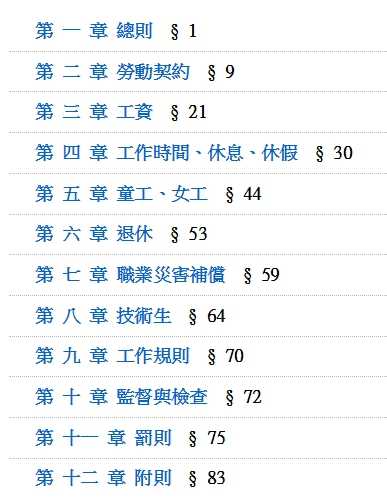 第 一 章 總則 § 1
第 二 章 勞動契約 § 9
第 三 章 工資 § 21
第 四 章 工作時間、休息、休假 § 30
第 五 章 童工、女工 § 44
第 六 章 退休 § 53
第 七 章 職業災害補償 § 59
第 八 章 技術生 § 64
第 九 章 工作規則 § 70
第 十 章 監督與檢查 § 72
第 十一 章 罰則 § 75
第 十二 章 附則 § 83